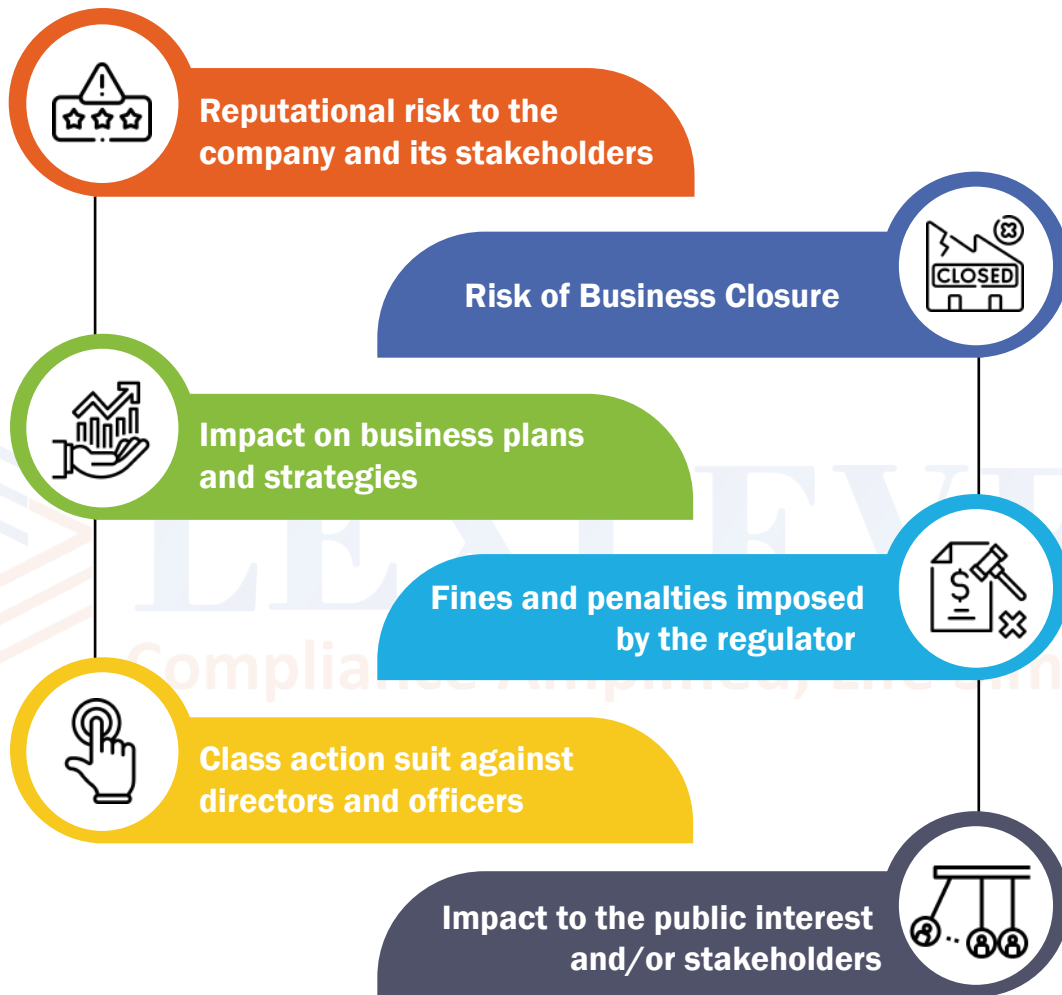 Reputational risk to the
company and its stakeholders
CLOSED
Risk of Business Closure
Impact on business plans
and strategies
Fines and penalties imposed
by the regulator
$
Class action suit against
directors and officers
Impact to the public interest
and/or stakeholders